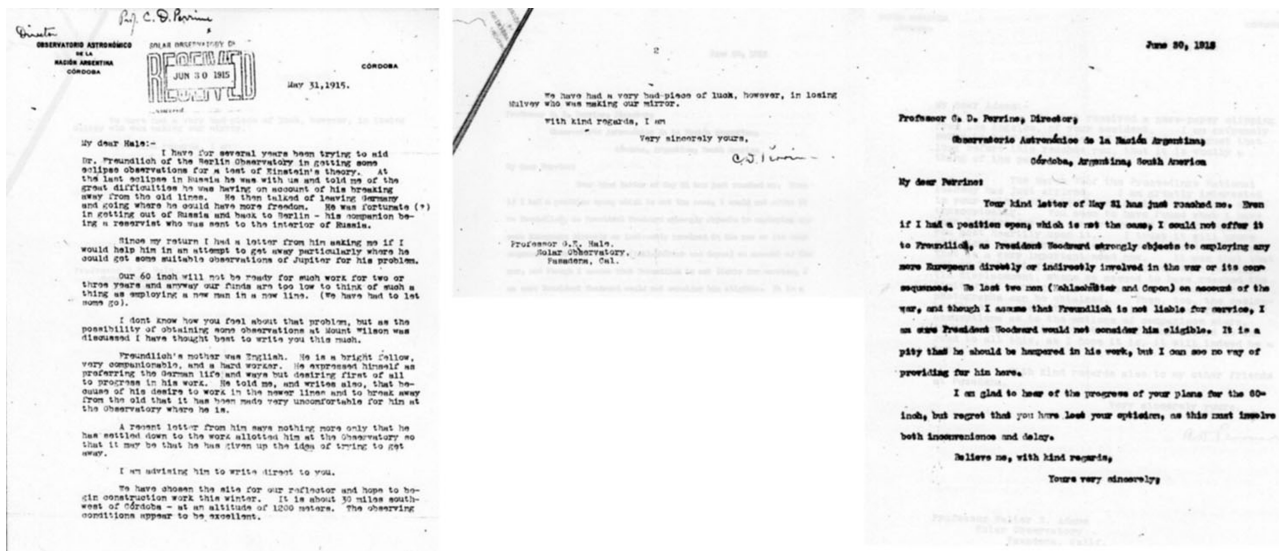 Prof. C. D. Perrine
Director
OBSERVATORIO ASTRONÓMICO
DE LA
NACIÓN ARGENTINA
CÓRDOBA
SOLAR OBSERVATORY
RECEIVED
JUN 30 1915
CÓRDOBA
May 31,1915.
My dear Hale:-
I have for several years been trying to aid
Dr. Freundlich of the Berlin Observatory in getting some
eclipse observations for a test of Einstein's theory. At
the last eclipse in Russia he was with us and told me of the
great difficulties he was having on account of his breaking
away from the old lines. He then talked of leaving Germany
and going where he could have more freedom. He was fortunate (?)
in getting out of Russia and back to Berlin - his companion be-
ing a reservist who was sent to the interior of Russia.
Since my return I had a letter from him asking me if I
would help him in an attempt to get away particularly where he
could get some suitable observations of Jupiter for his problem.
Our 60 inch will not be ready for such work for two or
three years and anyway our funds are too low to think of such a
thing as employing a new man in a new line. (We have had to let
some go).
I dont know how you feel about that problem, but as the
possibility of obtaining some observations at Mount Wilson was
discussed I have thought best to write you this much.
Freundlich's mother was English. He is a bright fellow,
very companionable, and a hard worker. He expressed himself as
preferring the German life and ways but desiring first of all
to progress in his work. He told me, and writes also, that be-
cause of his desire to work in the newer lines and to break away
from the old that it has been made very uncomfortable for him at
the Observatory where he is.
A recent letter from him says nothing more only that he
has settled down to the work allotted him at the Observatory so
that it may be that he has given up the idea of trying to get
away.
I am advising him to write direct to you.
We have chosen the site for our reflector and hope to be-
gin construction work this winter. It is about 30 miles south-
west of Córdoba - at an altitude of 1200 meters. The observing
conditions appear to be excellent.
2
We have had a very bad piece of luck, however, in losing
Mulvey who was making our mirror.
With kind regards, I am
Very sincerely yours,
C. D. Perrine
Professor G.E. Hale.
Solar Observatory.
Pasadena, Cal.
June 30, 1915
Professor C. D. Perrine, Director,
Observatorio Astronómico de la Nación Argentina,
Córdoba, Argentina, South America
My dear Perrine:
Your kind letter of May 31 has just reached me. Even
if I had a position open, which is not the case, I could not offer it
to Freundlich, as President Woodward strongly objects to employing any
more Europeans directly or indirectly involved in the war or its con-
sequences. We lost two men (Kohlschütter and Capon) on account of the
war, and though I assume that Freundlich is not liable for service, I
am sure President Woodward would not consider him eligible. It is a
pity that he should be hampered in his work, but I can see no way of
providing for him here.
I am glad to hear of the progress of your plans for the 60-
inch, but regret that you have lost your optician, as this must involve
both inconvenience and delay.
Believe me, with kind regards,
Yours very sincerely,